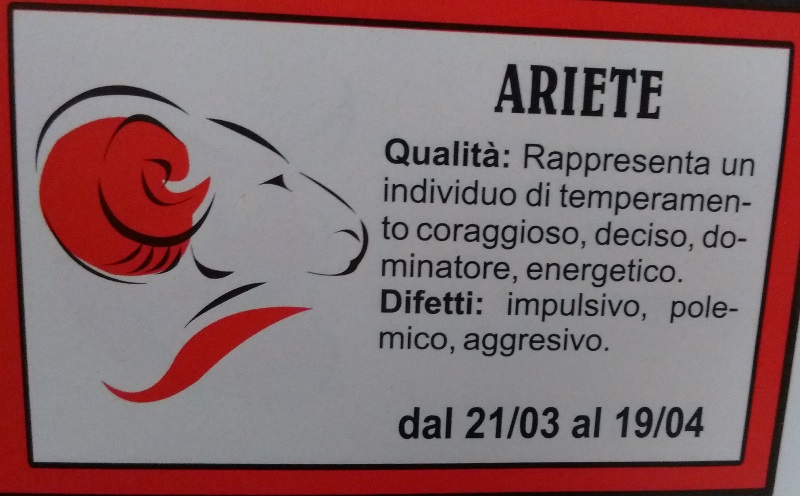 ARIETE
Qualità: Rappresenta un
individuo di temperamen-
to coraggioso, deciso, do-
minatore, energetico.
Difetti: impulsivo, pole-
mico, aggresivo.
dal 21/03 al 19/04